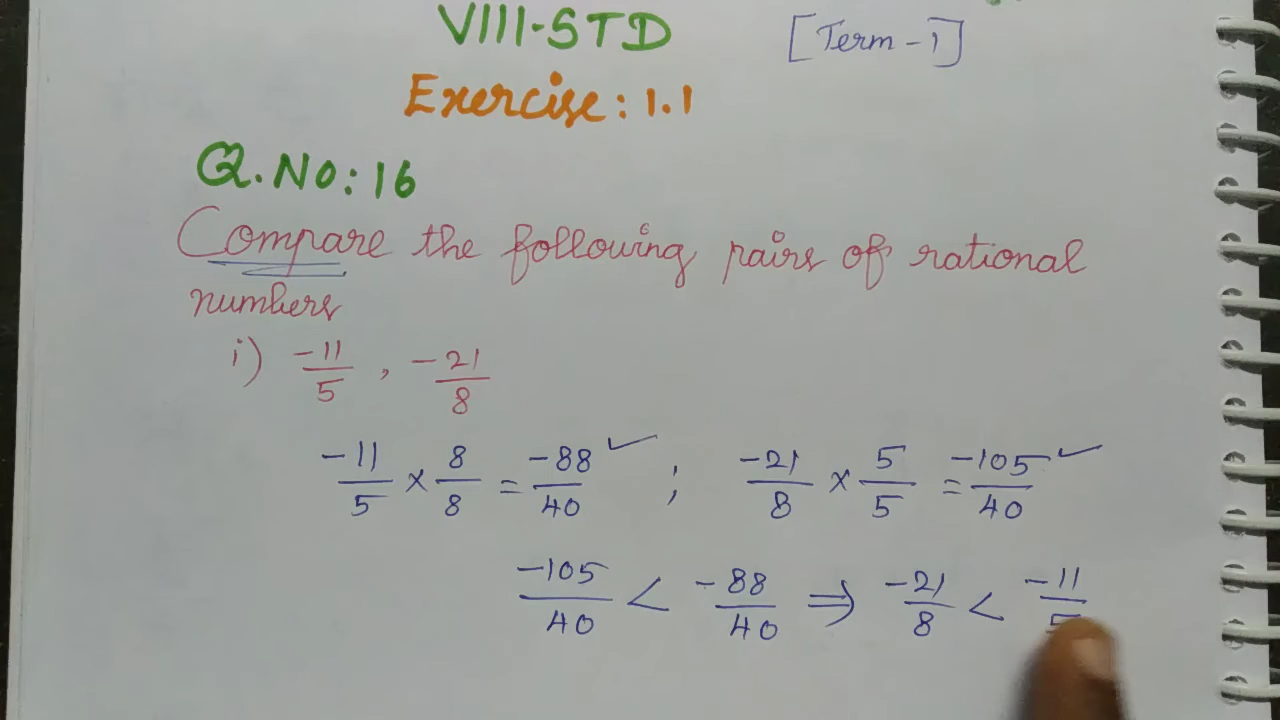 VIII-STD [Term-1]
Exercise: 1.1
Q.No: 16
Compare the following pairs of rational
numbers
i) -11/5 , -21/8
-11/5 × 8/8 = -88/40 ✓ ; -21/8 × 5/5 = -105/40 ✓
-105/40 < -88/40 ⇒ -21/8 < -11/5